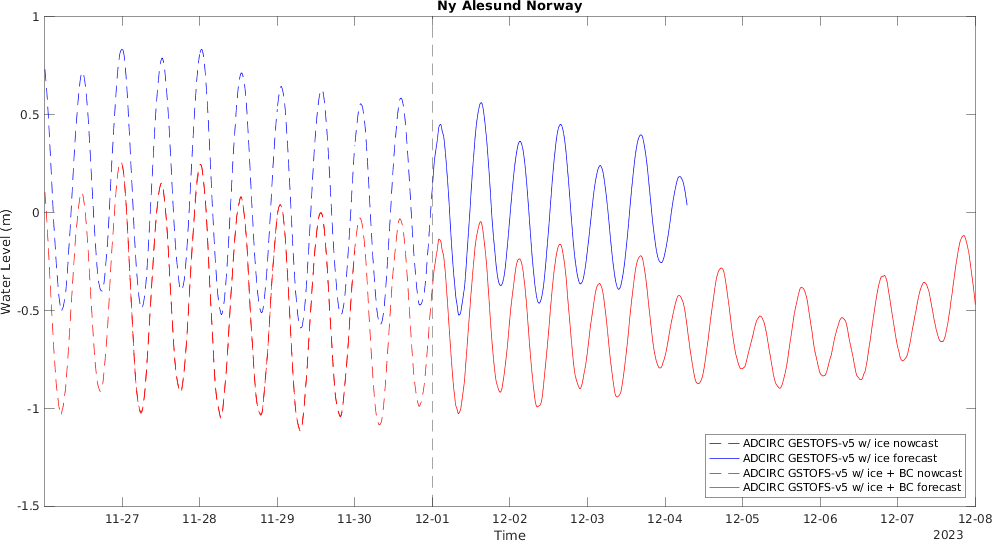 Ny Alesund Norway
Water Level (m)
1
0.5
0
-0.5
-1
-1.5
ADCIRC GESTOFS-v5 w/ ice nowcast
ADCIRC GESTOFS-v5 w/ ice forecast
ADCIRC GSTOFS-v5 w/ ice + BC nowcast
ADCIRC GSTOFS-v5 w/ ice + BC forecast
11-27 11-28 11-29 11-30 12-01 12-02 12-03 12-04 12-05 12-06 12-07 12-08
Time
2023